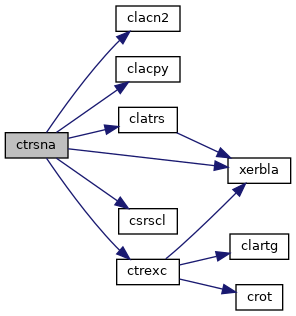 clacn2
clacpy
clatrs
ctrsna
xerbla
csrscl
clartg
ctrexc
crot